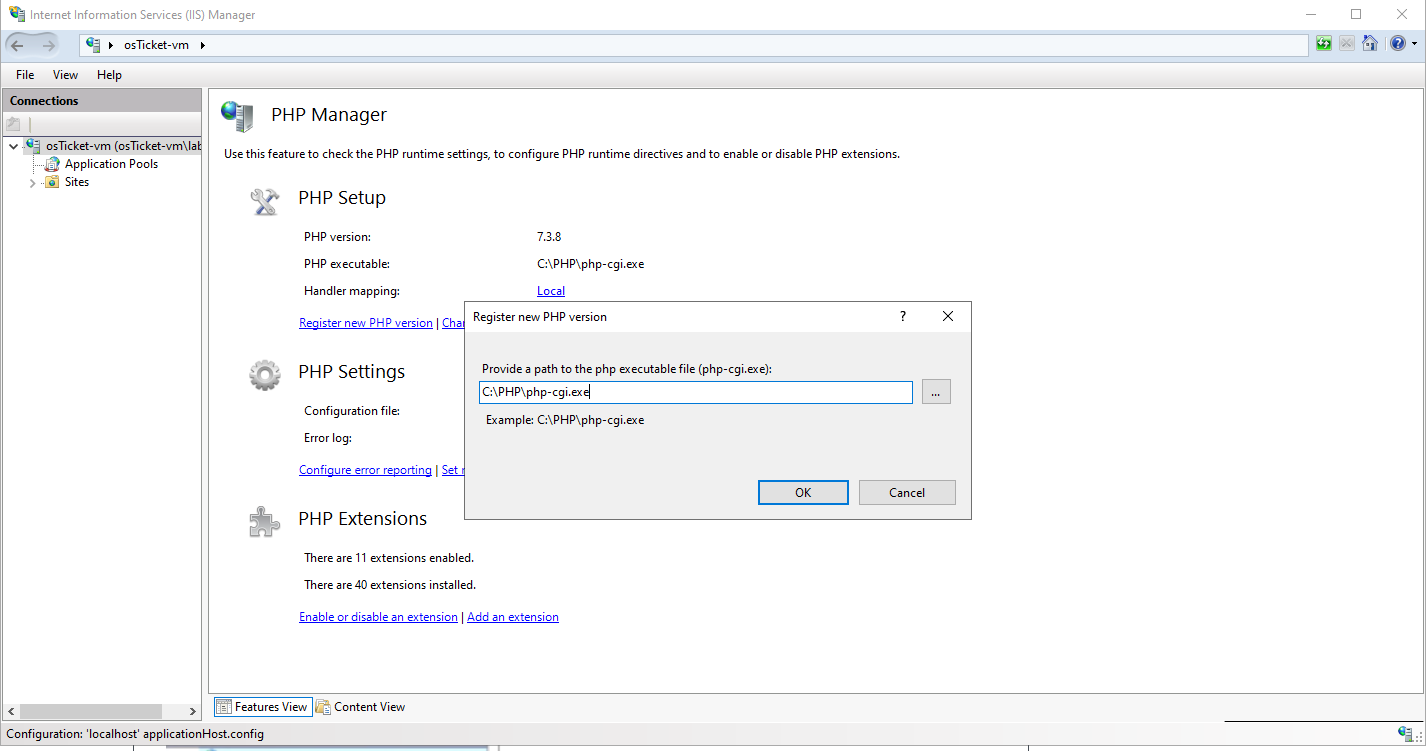 Internet Information Services (IIS) Manager
osTicket-vm
File View Help
Connections
osTicket-vm (osTicket-vm\lab
Application Pools
Sites
PHP Manager
Use this feature to check the PHP runtime settings, to configure PHP runtime directives and to enable or disable PHP extensions.
PHP Setup
PHP version: 7.3.8
PHP executable: C:\PHP\php-cgi.exe
Handler mapping: Local
Register new PHP version | Char
PHP Settings
Configuration file:
Error log:
Configure error reporting | Set r
PHP Extensions
There are 11 extensions enabled.
There are 40 extensions installed.
Enable or disable an extension | Add an extension
Register new PHP version ?
Provide a path to the php executable file (php-cgi.exe):
C:\PHP\php-cgi.exe ...
Example: C:\PHP\php-cgi.exe
OK Cancel
Features View Content View
Configuration: 'localhost' applicationHost.config